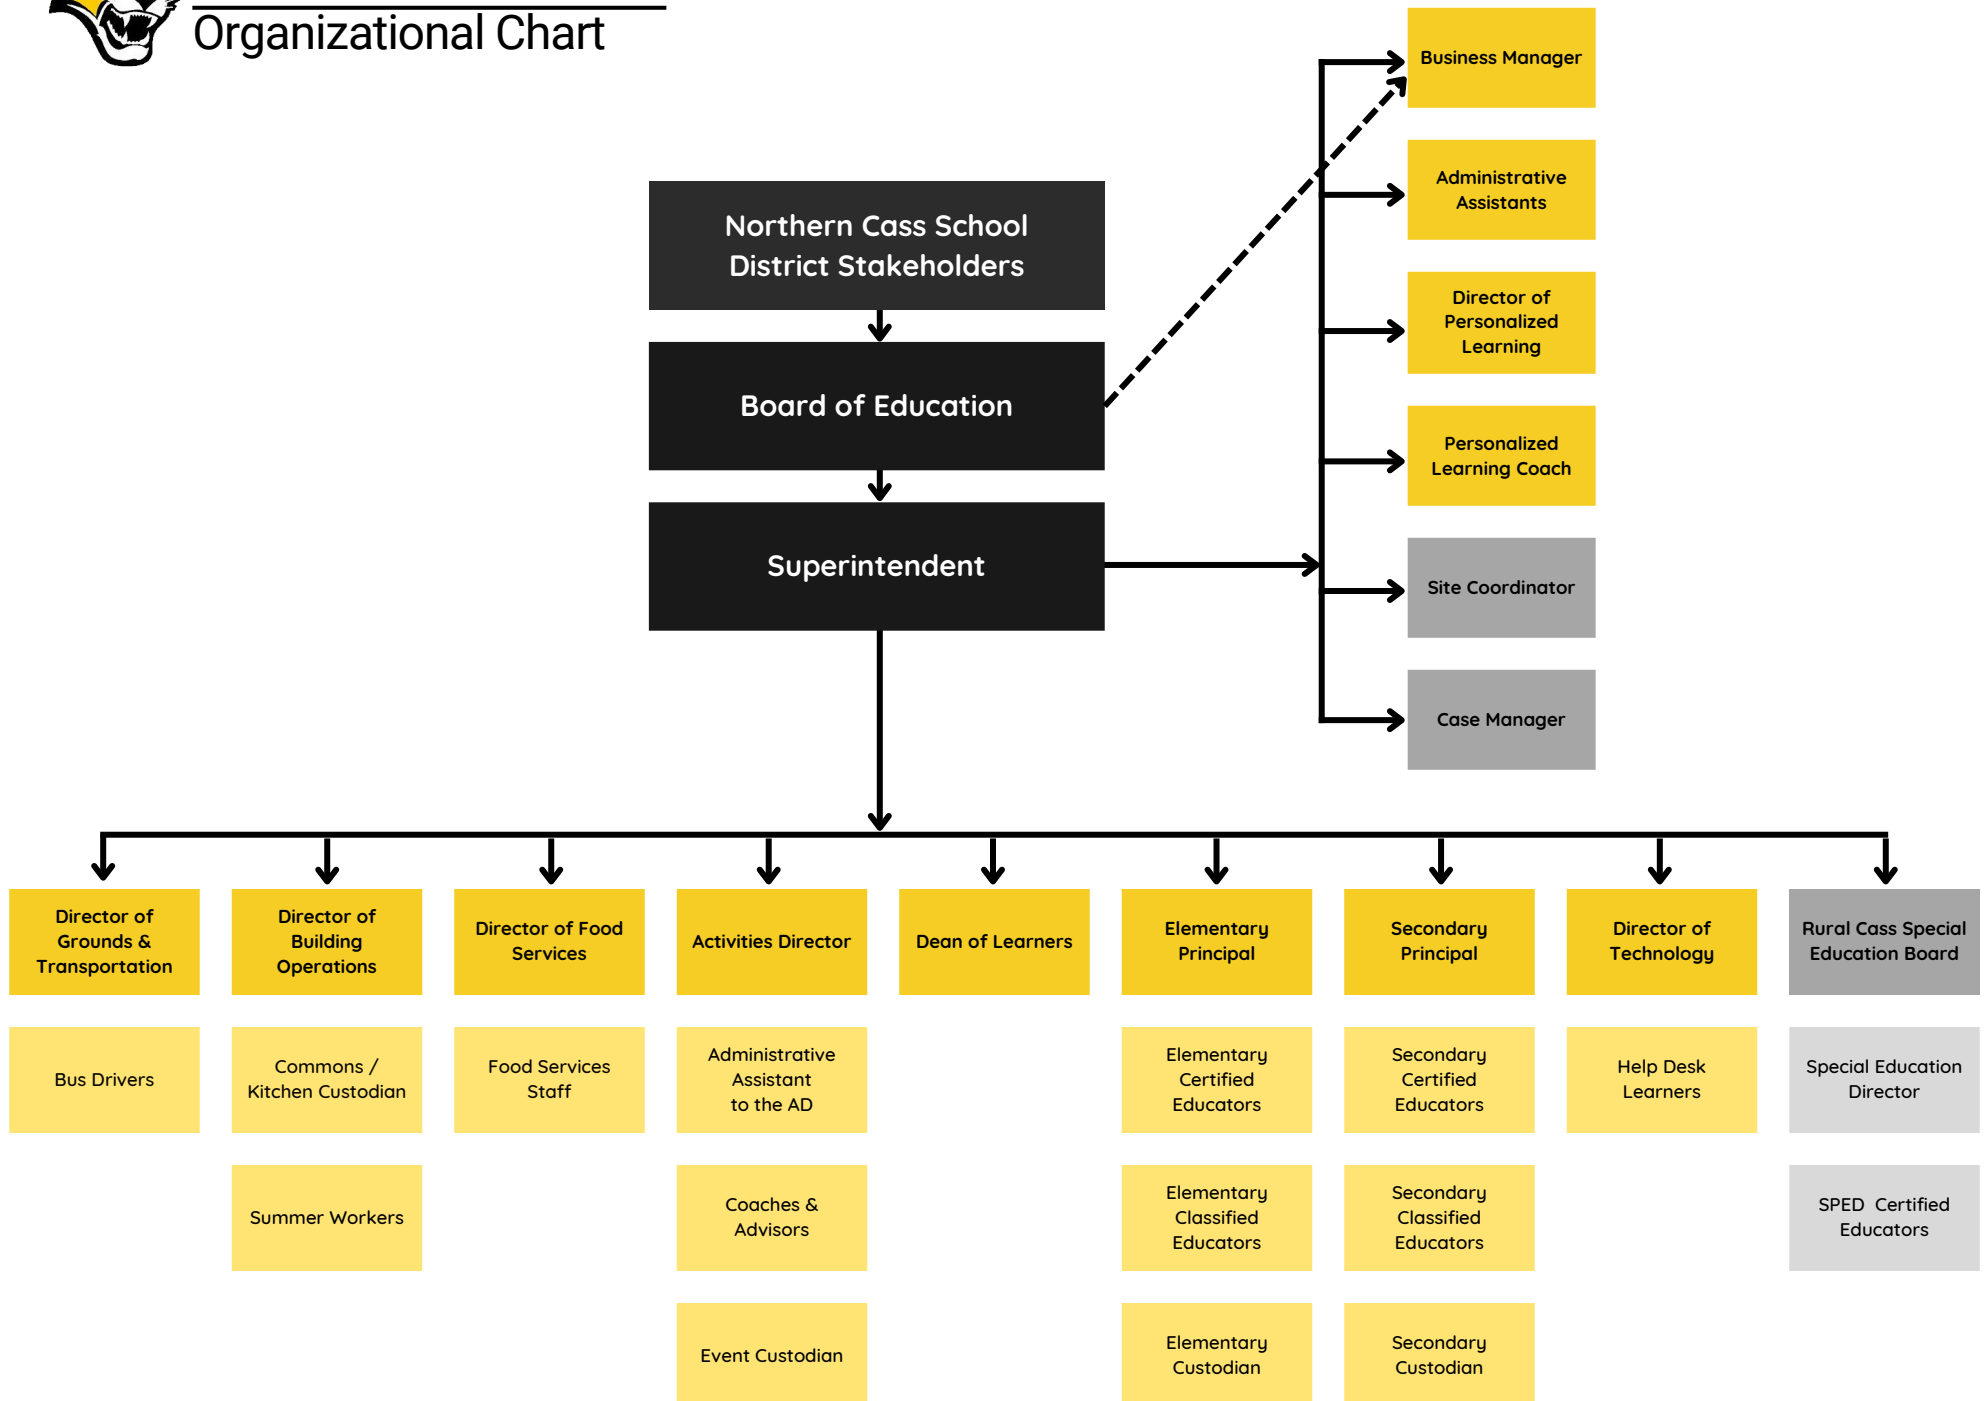 Organizational Chart
Business Manager
Administrative
Assistants
Northern Cass School
District Stakeholders
Director of
Personalized
Learning
Board of Education
Personalized
Learning Coach
Superintendent
Site Coordinator
Case Manager
Director of
Grounds &
Transportation
Director of
Building
Operations
Director of Food
Services
Activities Director
Dean of Learners
Elementary
Principal
Secondary
Principal
Director of
Technology
Rural Cass Special
Education Board
Bus Drivers
Commons /
Kitchen Custodian
Food Services
Staff
Administrative
Assistant
to the AD
Elementary
Certified
Educators
Secondary
Certified
Educators
Help Desk
Learners
Special Education
Director
Summer Workers
Coaches &
Advisors
Elementary
Classified
Educators
Secondary
Classified
Educators
SPED  Certified
Educators
Event Custodian
Elementary
Custodian
Secondary
Custodian